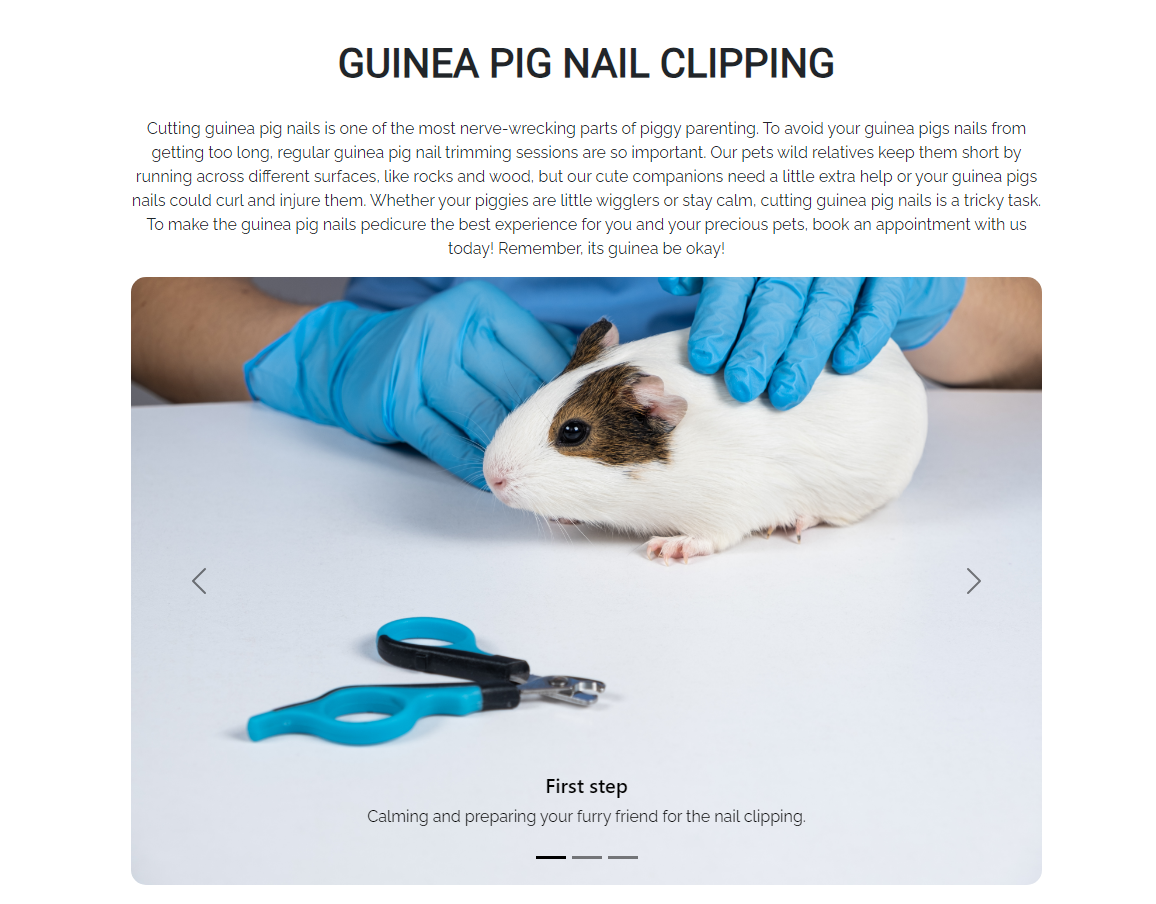 GUINEA PIG NAIL CLIPPING
Cutting guinea pig nails is one of the most nerve-wrecking parts of piggy parenting. To avoid your guinea pigs nails from
getting too long, regular guinea pig nail trimming sessions are so important. Our pets wild relatives keep them short by
running across different surfaces, like rocks and wood, but our cute companions need a little extra help or your guinea pigs
nails could curl and injure them. Whether your piggies are little wigglers or stay calm, cutting guinea pig nails is a tricky task.
To make the guinea pig nails pedicure the best experience for you and your precious pets, book an appointment with us
today! Remember, its guinea be okay!
First step
Calming and preparing your furry friend for the nail clipping.